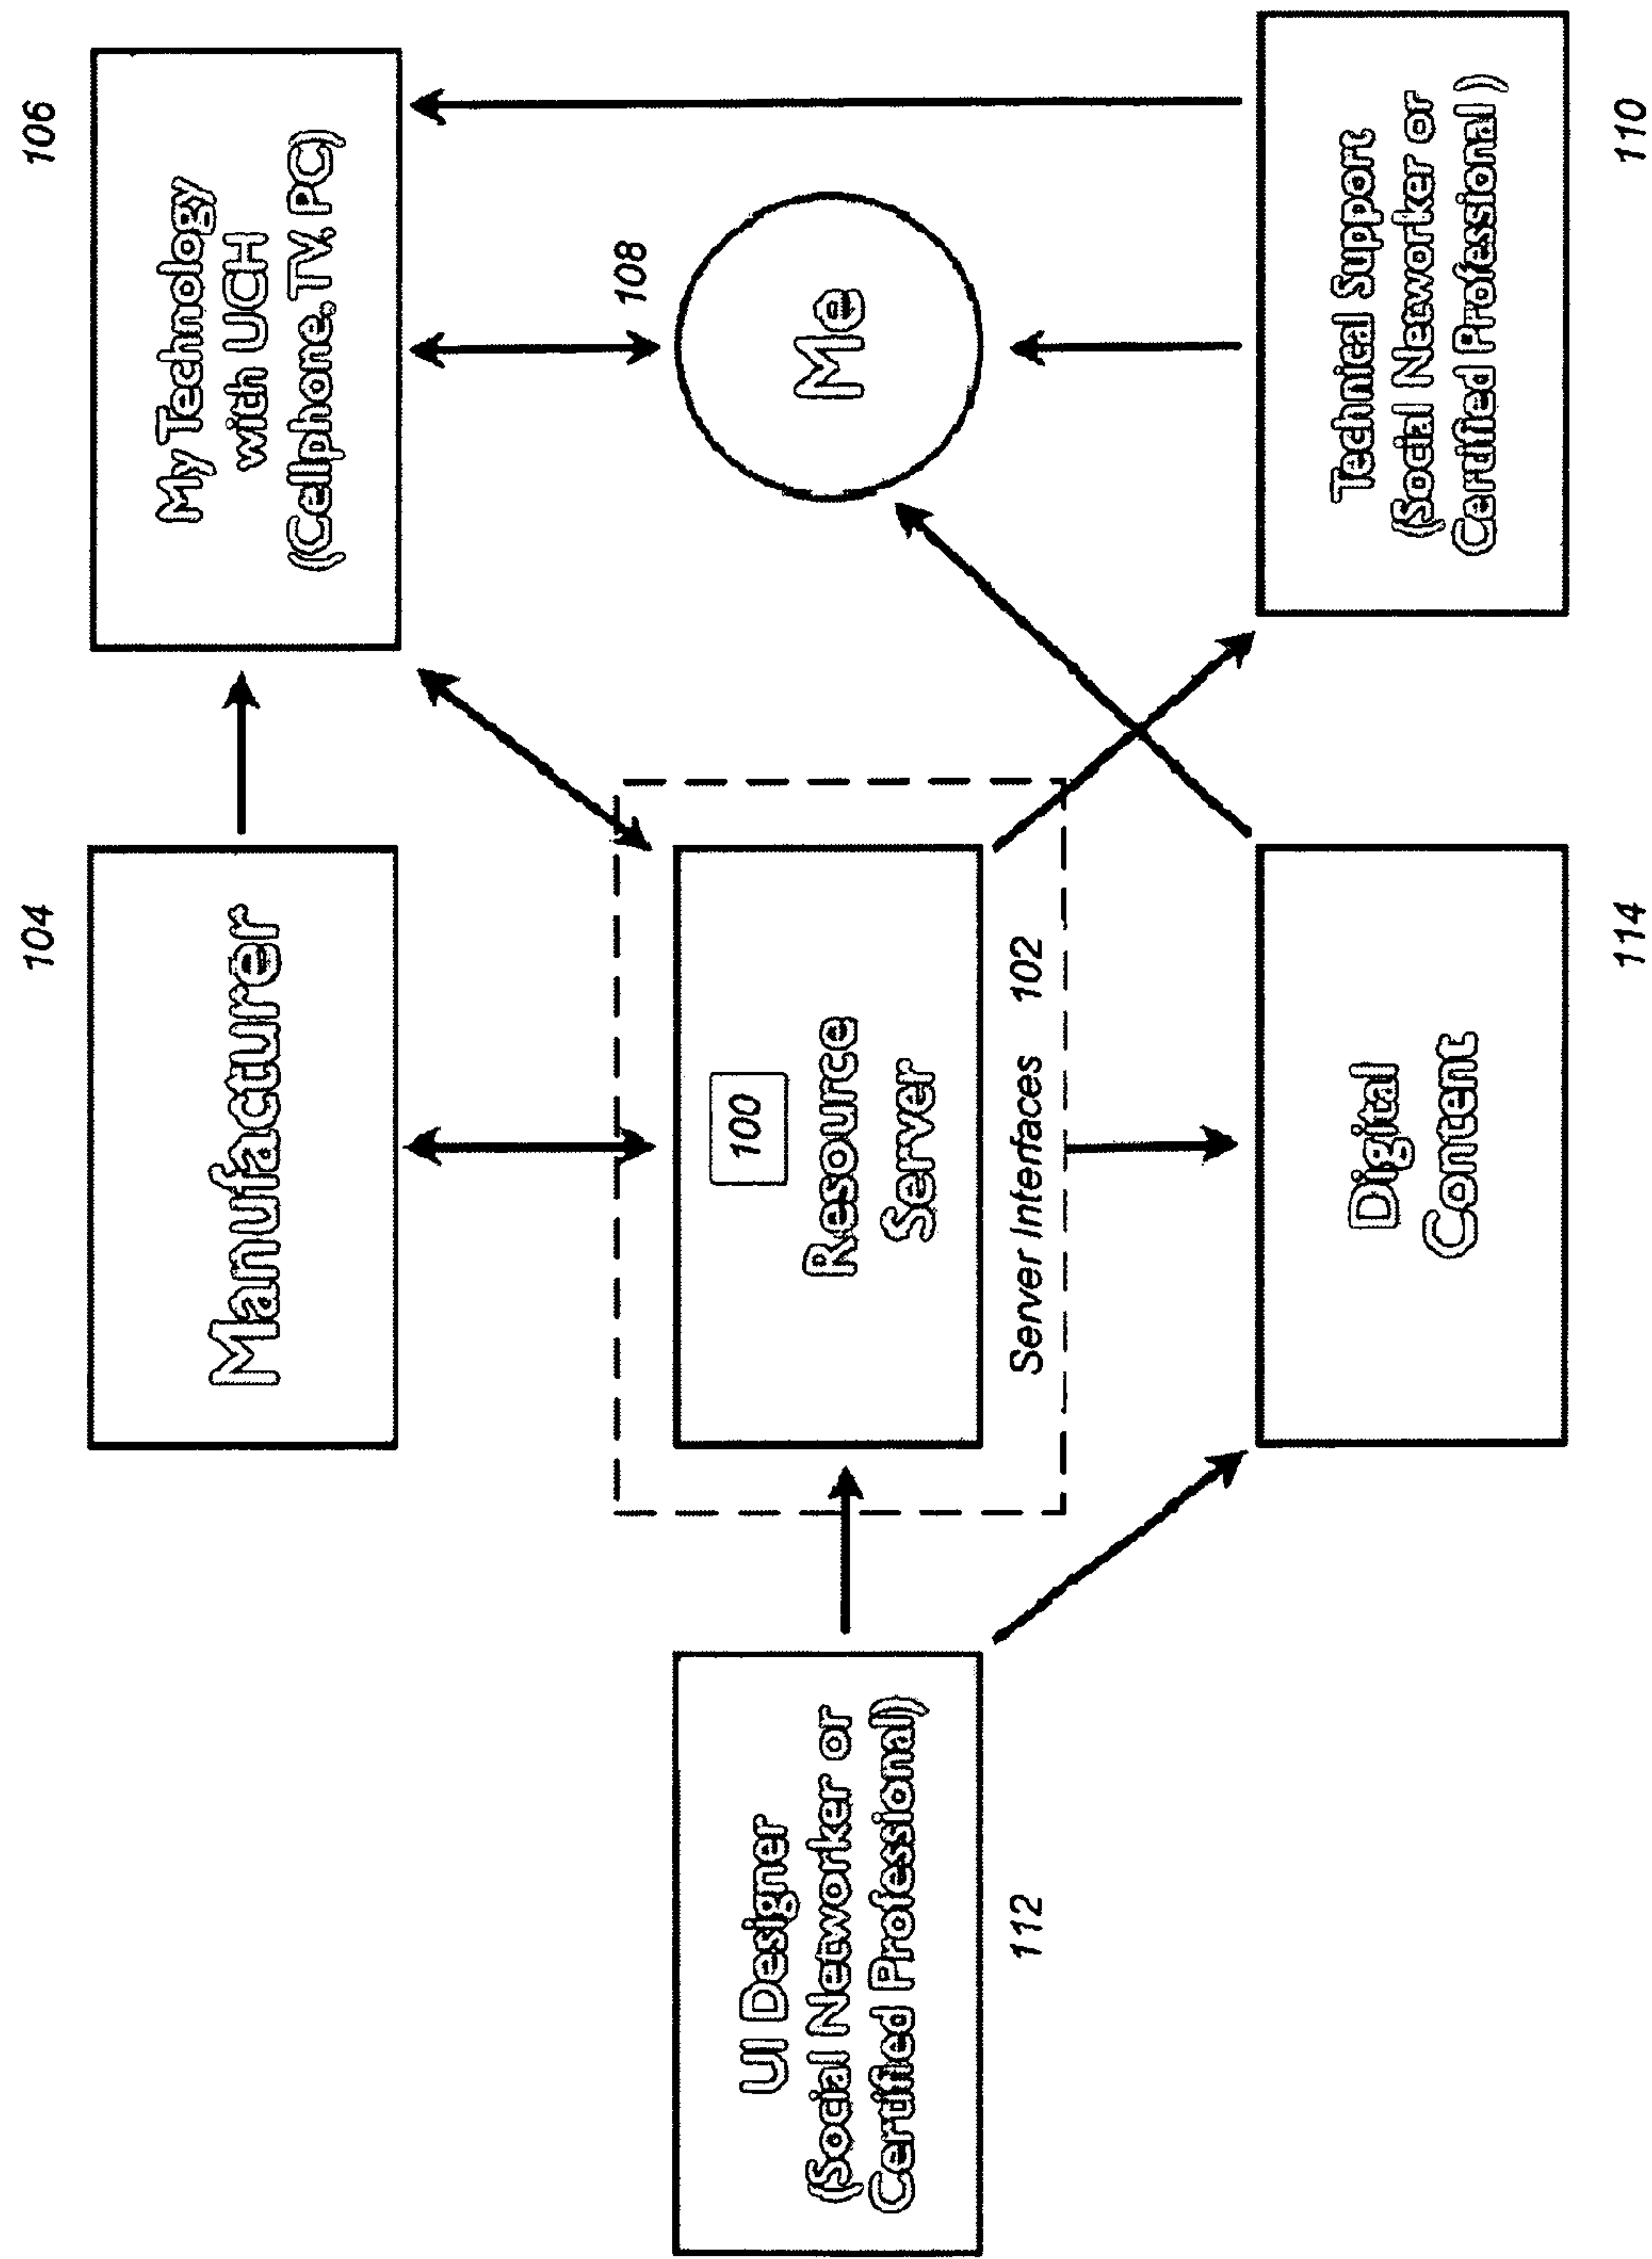 104
106
Manufacturer
My Technology
with UCH
(Cellphone, TV, PC)
108
Me
UI Designer
(Social Networker or
Certified Professional)
112
100
Resource
Server
Server Interfaces 102
Digital
Content
114
Technical Support
(Social Networker or
Certified Professional )
110